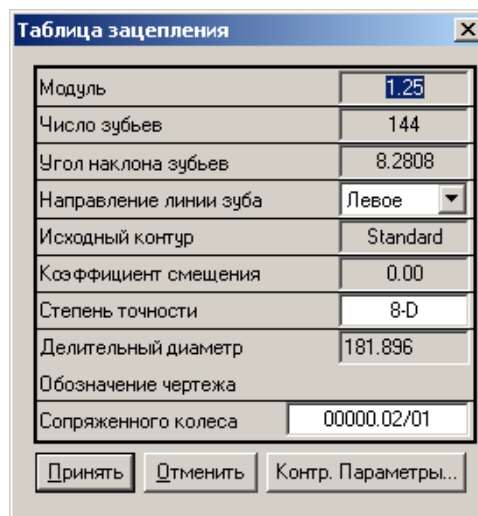 Таблица зацепления
Модуль 1.25
Число зубьев 144
Угол наклона зубьев 8.2808
Направление линии зуба Левое
Исходный контур Standard
Коэффициент смещения 0.00
Степень точности 8-D
Делительный диаметр 181.896
Обозначение чертежа
Сопряженного колеса 00000.02/01
Принять Отменить Контр. Параметры...